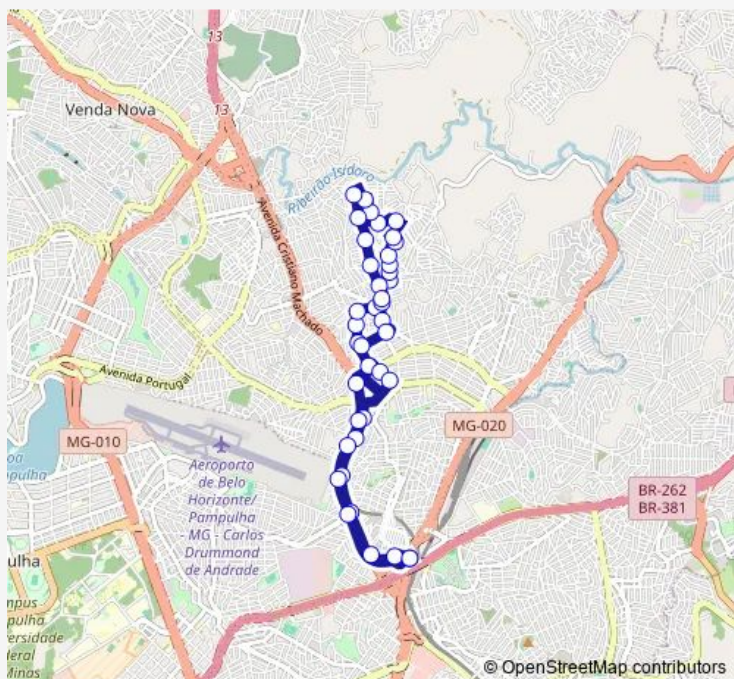 13
Venda Nova
13
Ribeirão Isidoro
Avenida Cristiano Machado
Avenida Portugal
MG-010
MG-020
Aeroporto
de Belo
Horizonte/
Pampulha
- MG - Carlos
Drummond
de Andrade
BR-262
BR-381
© OpenStreetMap contributors